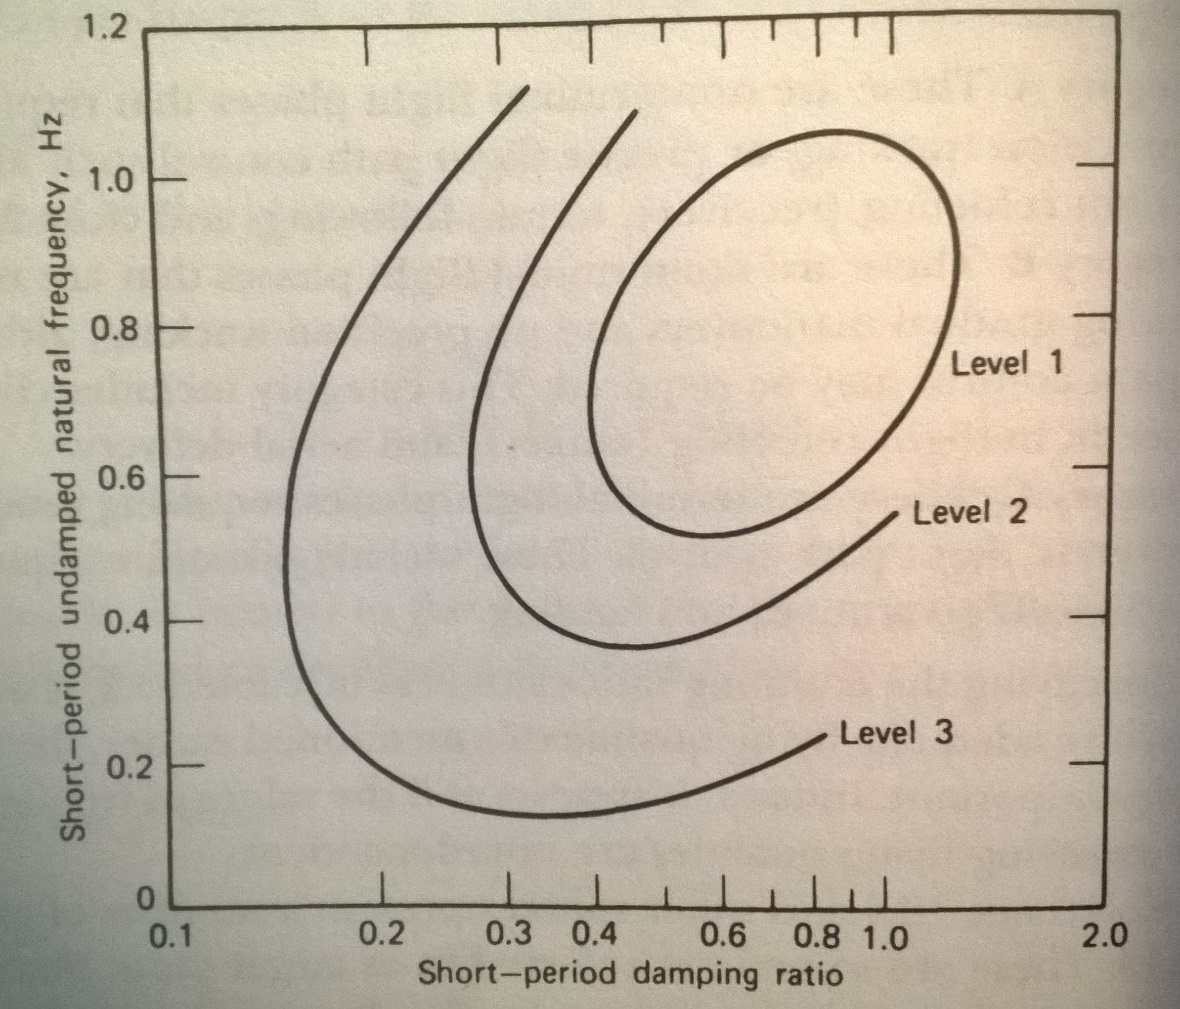 1.2
1.0
0.8
0.6
0.4
0.2
0
Short-period undamped natural frequency, Hz
Level 1
Level 2
Level 3
0.1 0.2 0.3 0.4 0.6 0.8 1.0 2.0
Short-period damping ratio